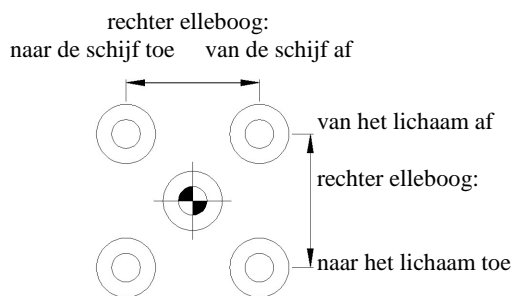 rechter elleboog:
naar de schijf toe van de schijf af
van het lichaam af
rechter elleboog:
naar het lichaam toe